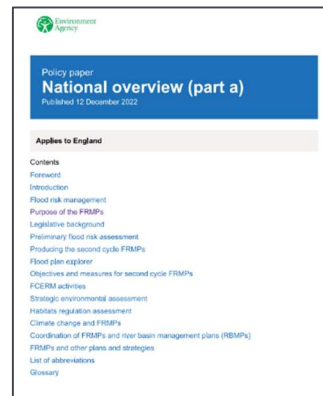 Environment
Agency
Policy paper
National overview (part a)
Published 12 December 2022
Applies to England
Contents
Foreword
Introduction
Flood risk management
Purpose of the FRMPs
Legislative background
Preliminary flood risk assessment
Producing the second cycle FRMPs
Flood plan explorer
Objectives and measures for second cycle FRMPs
FCERM activities
Strategic environmental assessment
Habitats regulation assessment
Climate change and FRMPs
Coordination of FRMPs and river basin management plans (RBMPs)
FRMPs and other plans and strategies
List of abbreviations
Glossary